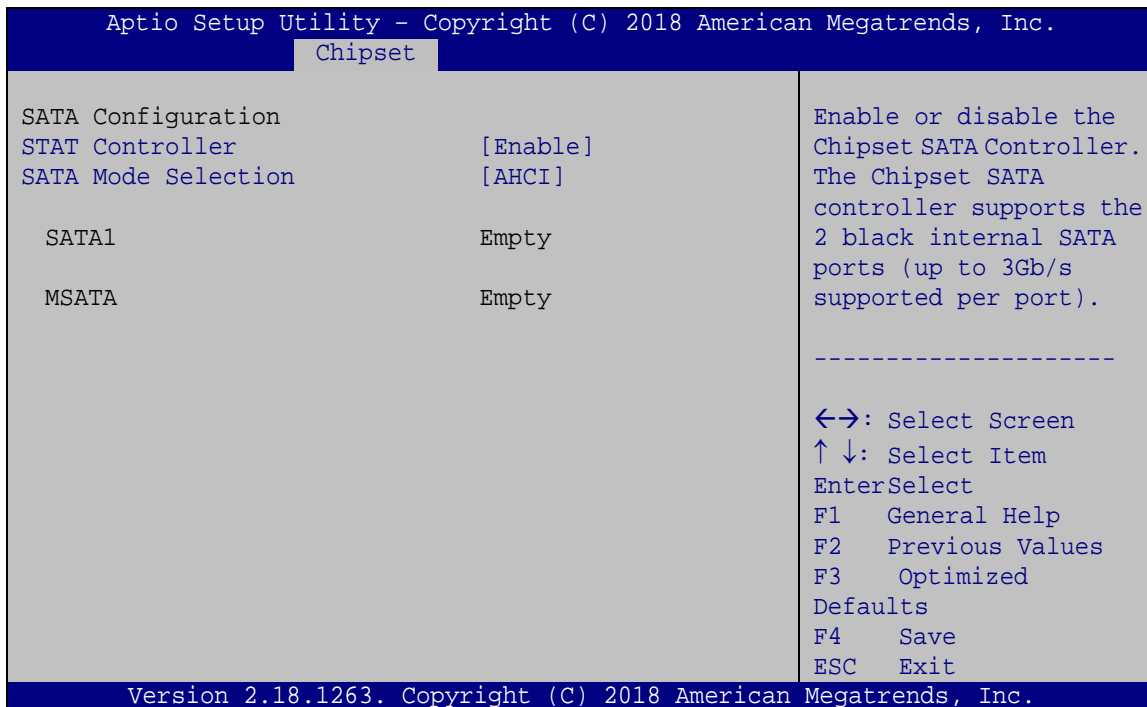 Aptio Setup Utility – Copyright (C) 2018 American Megatrends, Inc.
Chipset
SATA Configuration
STAT Controller [Enable]
SATA Mode Selection [AHCI]
SATA1 Empty
MSATA Empty
Enable or disable the
Chipset SATA Controller.
The Chipset SATA
controller supports the
2 black internal SATA
ports (up to 3Gb/s
supported per port).
---------------------
←→: Select Screen
↑ ↓: Select Item
EnterSelect
F1 General Help
F2 Previous Values
F3 Optimized
Defaults
F4 Save
ESC Exit
Version 2.18.1263. Copyright (C) 2018 American Megatrends, Inc.